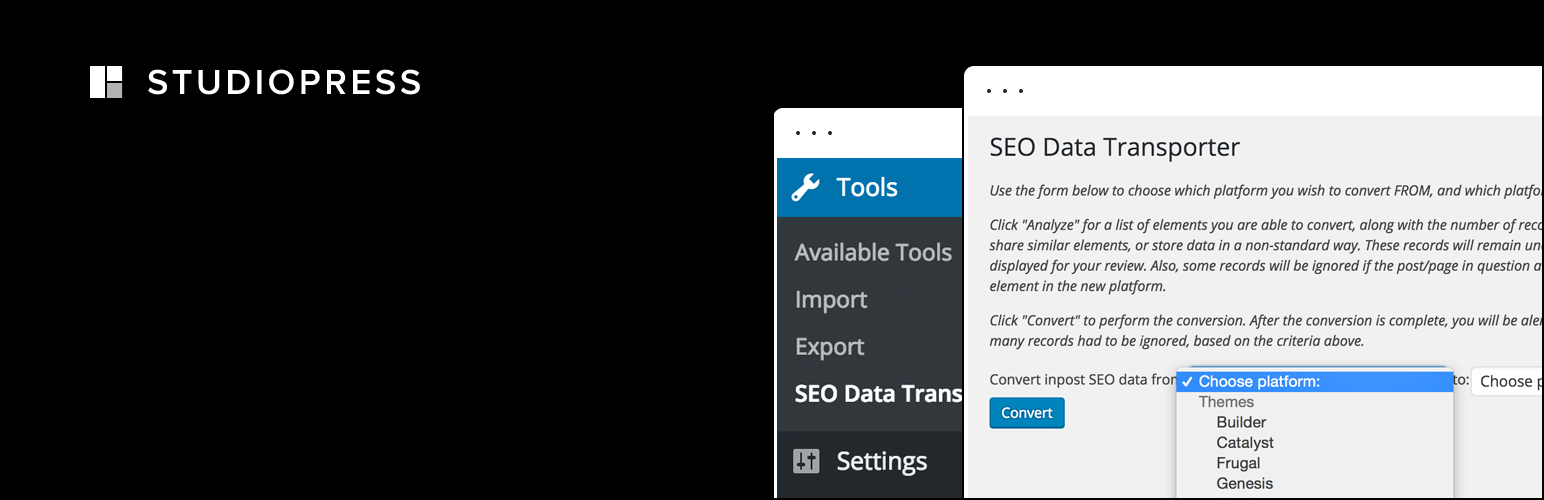 STUDIOPRESS
Tools
Available Tools
Import
Export
SEO Data Trans
Settings
SEO Data Transporter
Use the form below to choose which platform you wish to convert FROM, and which platfo
Click "Analyze" for a list of elements you are able to convert, along with the number of reco
share similar elements, or store data in a non-standard way. These records will remain un
displayed for your review. Also, some records will be ignored if the post/page in question a
element in the new platform.
Click "Convert" to perform the conversion. After the conversion is complete, you will be aler
many records had to be ignored, based on the criteria above.
Convert inpost SEO data from Choose platform: to: Choose p
Convert
Themes
Builder
Catalyst
Frugal
Genesis